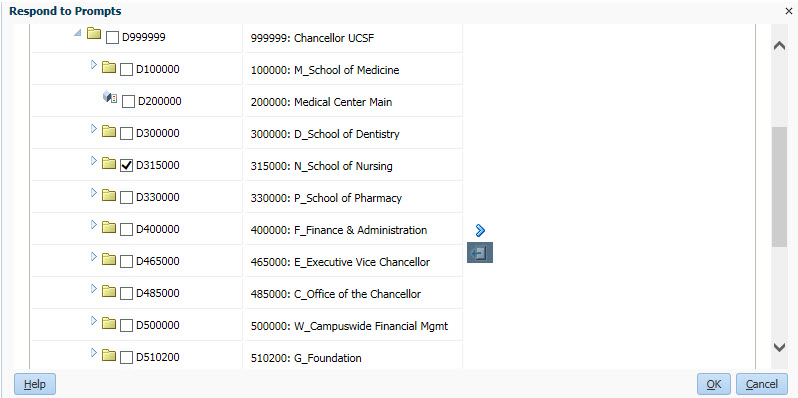 Respond to Prompts
D999999 999999: Chancellor UCSF
D100000 100000: M_School of Medicine
D200000 200000: Medical Center Main
D300000 300000: D_School of Dentistry
D315000 315000: N_School of Nursing
D330000 330000: P_School of Pharmacy
D400000 400000: F_Finance & Administration
D465000 465000: E_Executive Vice Chancellor
D485000 485000: C_Office of the Chancellor
D500000 500000: W_Campuswide Financial Mgmt
D510200 510200: G_Foundation
Help OK Cancel